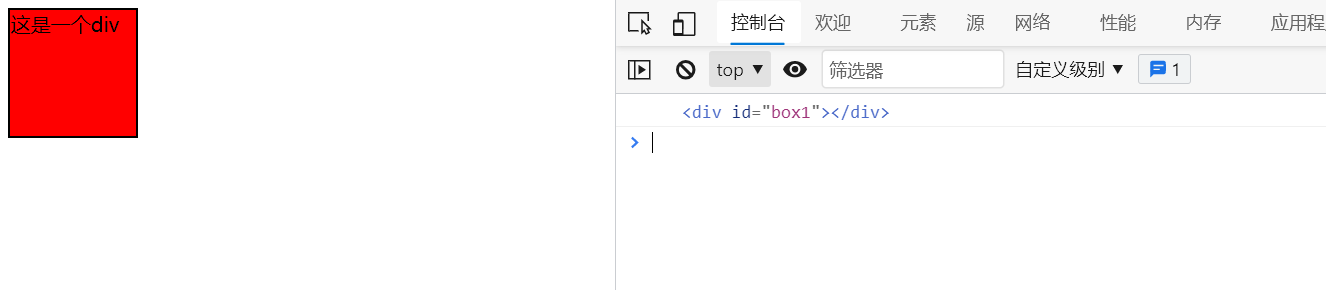 这是一个div
控制台 欢迎 元素 源 网络 性能 内存 应用程
top ▼ 筛选器 自定义级别 ▼ 1
<div id="box1"></div>